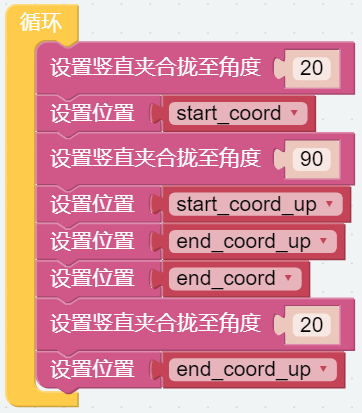 循环
设置竖直夹合拢至角度 20
设置位置 start_coord
设置竖直夹合拢至角度 90
设置位置 start_coord_up
设置位置 end_coord_up
设置位置 end_coord
设置竖直夹合拢至角度 20
设置位置 end_coord_up